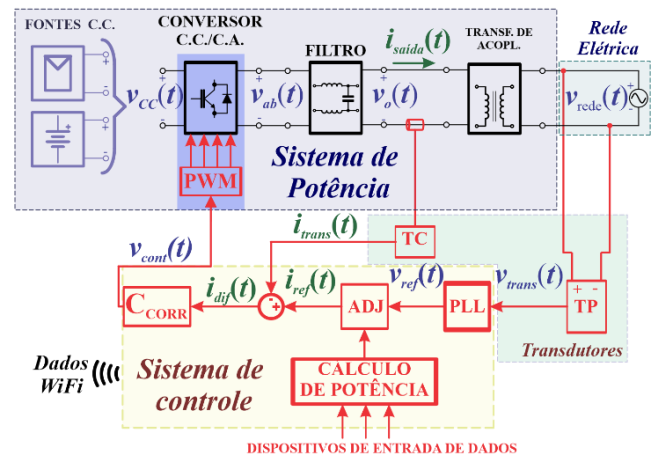 FONTES C.C.
CONVERSOR
C.C./C.A.
FILTRO
i_saída(t)
TRANSF. DE
ACOPL.
Rede
Elétrica
+
-
+
-
+
-
v_CC(t)
+
-
v_ab(t)
+
-
v_o(t)
v_rede(t)
+
-
PWM
Sistema de
Potência
v_cont(t)
i_trans(t)
TC
C_CORR
i_dif(t)
- +
i_ref(t)
ADJ
v_ref(t)
PLL
v_trans(t)
+ -
TP
Transdutores
Dados
WiFi
Sistema de
controle
CALCULO
DE POTÊNCIA
DISPOSITIVOS DE ENTRADA DE DADOS